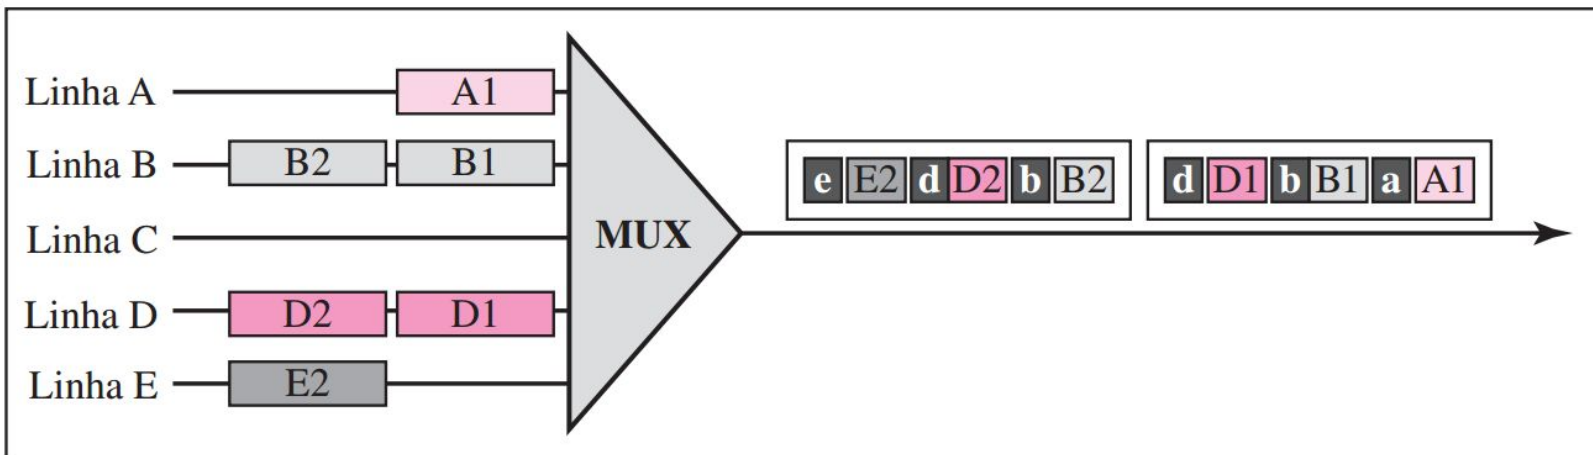 Linha A
A1
Linha B
B2 B1
Linha C
MUX
Linha D
D2 D1
Linha E
E2
e E2 d D2 b B2
d D1 b B1 a A1